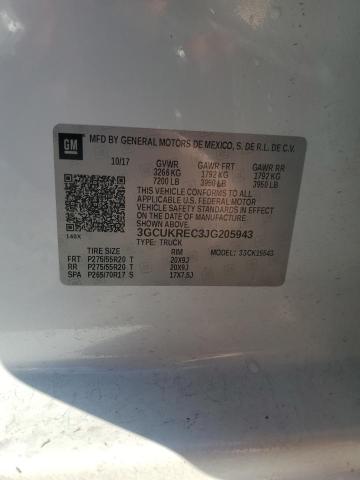 GM
MFD BY GENERAL MOTORS DE MEXICO, S. DE R.L. DE C.V.
10/17 GVWR GAWR FRT GAWR RR
3266 KG 1792 KG 1792 KG
7200 LB 3950 LB 3950 LB
THIS VEHICLE CONFORMS TO ALL
APPLICABLE U.S. FEDERAL MOTOR
VEHICLE SAFETY STANDARDS IN
EFFECT ON THE DATE OF MANUFACTURE
SHOWN ABOVE.
3GCUKREC3JG205943
140X TYPE: TRUCK MODEL:
TIRE SIZE RIM
FRT P275/55R20 T 20X9J
RR P275/55R20 T 20X9J
SPA P265/70R17 S 17X7.5J